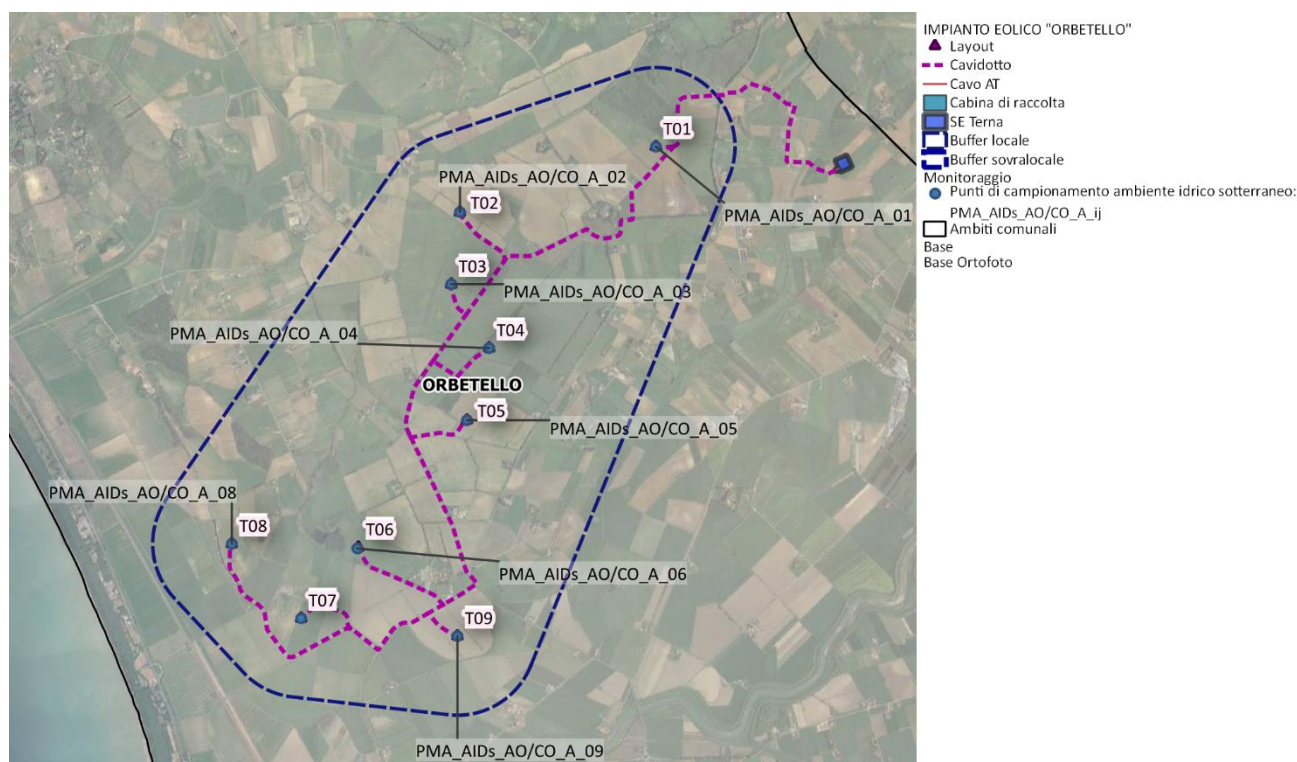 T01
PMA_AIDs_AO/CO_A_02
T02
PMA_AIDs_AO/CO_A_01
T03
PMA_AIDs_AO/CO_A_03
T04
PMA_AIDs_AO/CO_A_04
ORBETELLO
T05
PMA_AIDs_AO/CO_A_05
PMA_AIDs_AO/CO_A_08
T08
T06
PMA_AIDs_AO/CO_A_06
T07
T09
PMA_AIDs_AO/CO_A_09
IMPIANTO EOLICO "ORBETELLO"
Layout
Cavidotto
Cavo AT
Cabina di raccolta
SE Terna
Buffer locale
Buffer sovralocale
Monitoraggio
Punti di campionamento ambiente idrico sotterraneo:
PMA_AIDs_AO/CO_A_ij
Ambiti comunali
Base
Base Ortofoto